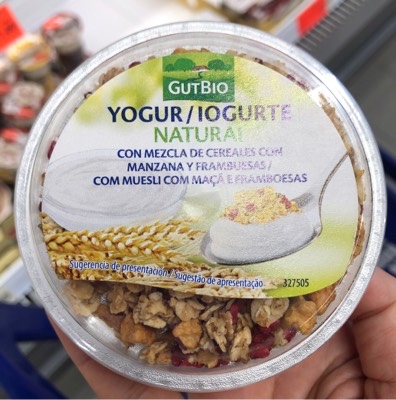 GUTBIO
YOGUR/IOGURTE
NATURAL
CON MEZCLA DE CEREALES CON
MANZANA Y FRAMBUESAS/
COM MUESLI COM MAÇÃ E FRAMBOESAS
Sugerencia de presentación / Sugestão de apresentação
327505